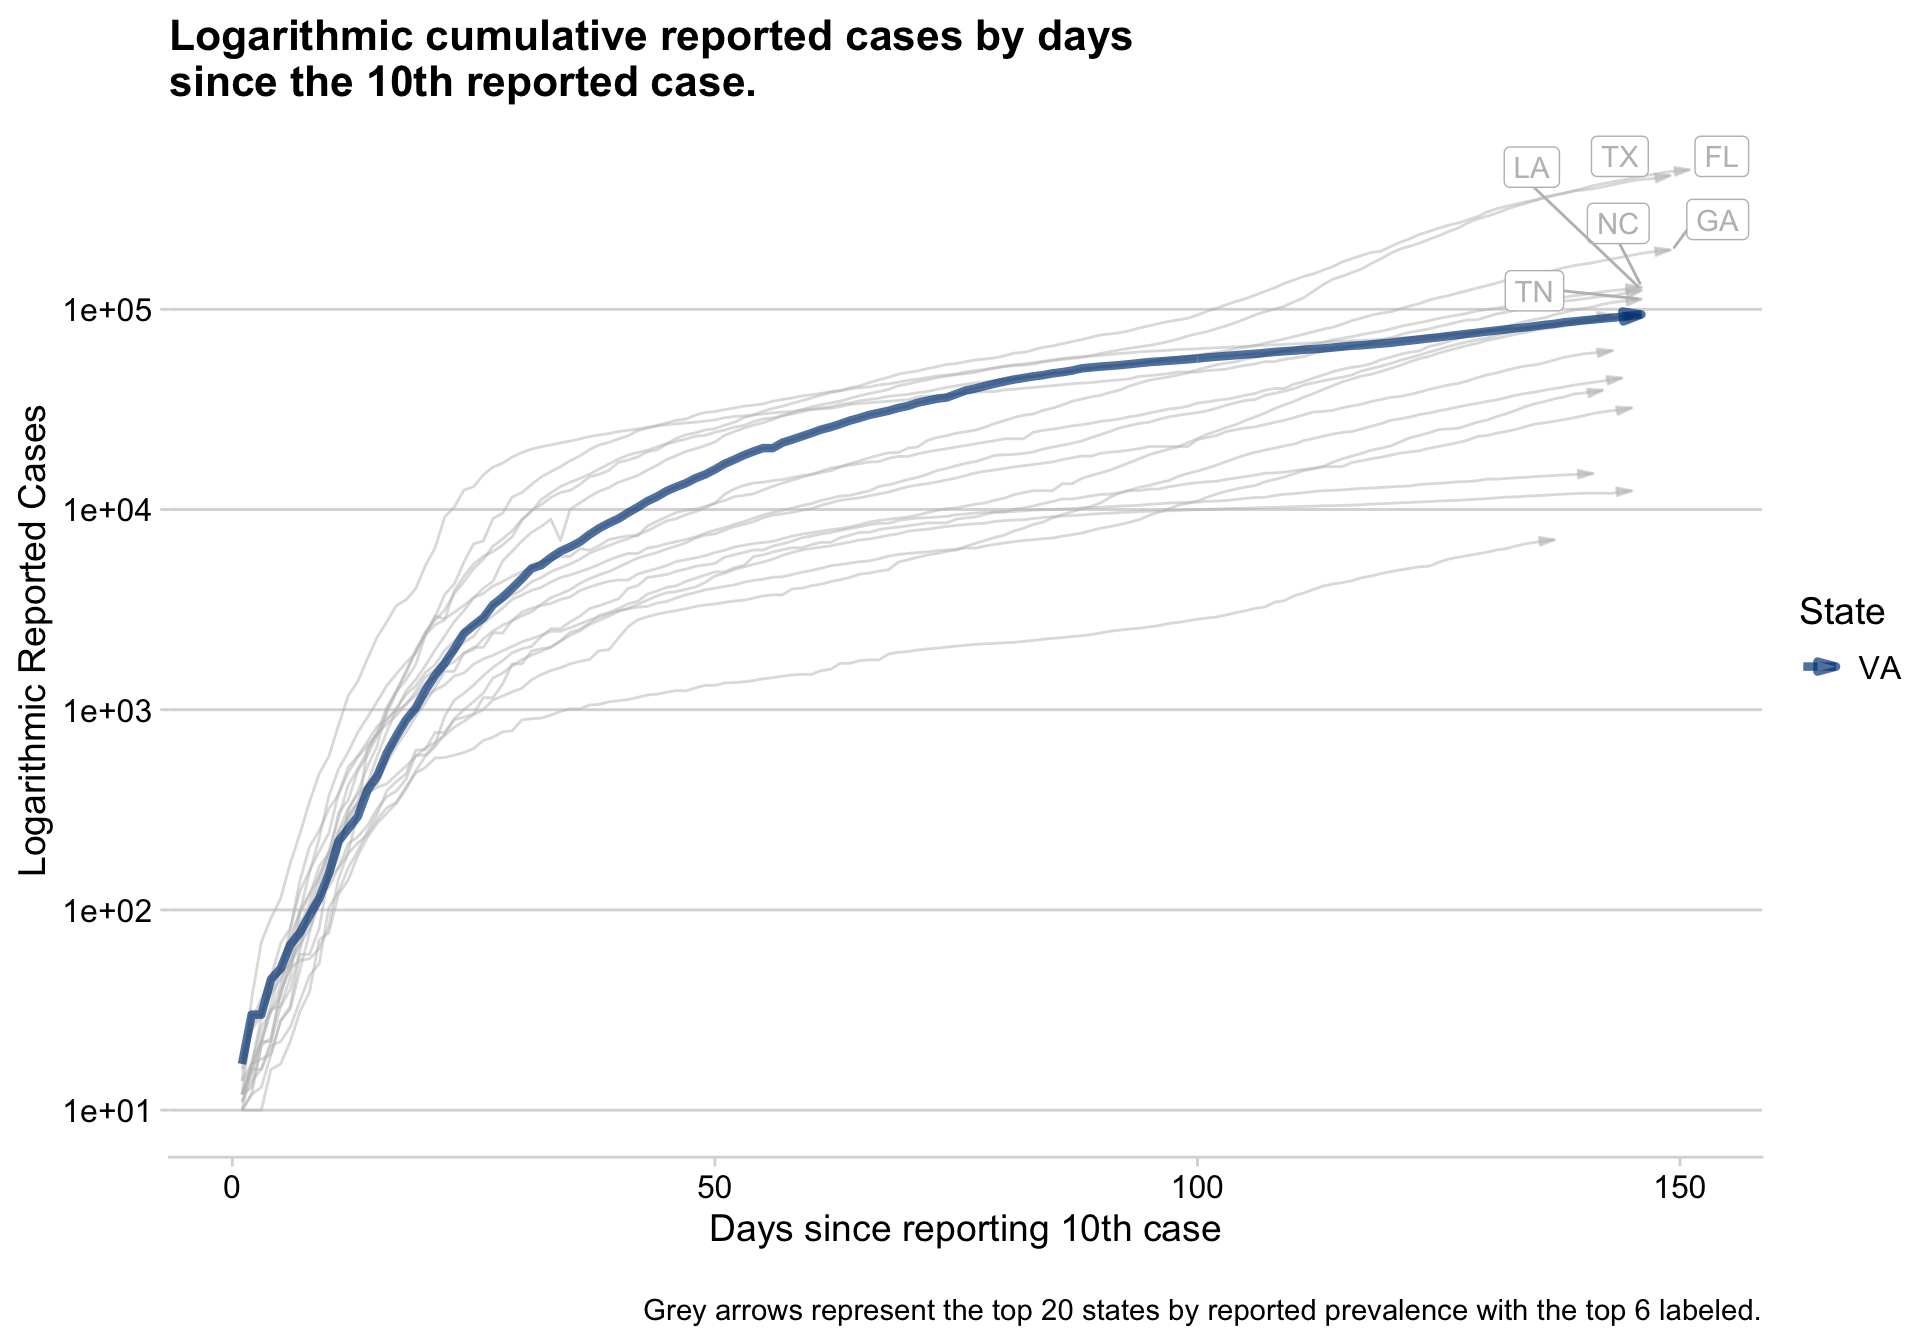 Logarithmic cumulative reported cases by days
since the 10th reported case.
LA
TX
FL
NC
GA
TN
1e+05
1e+04
1e+03
1e+02
1e+01
Logarithmic Reported Cases
0
50
100
150
Days since reporting 10th case
State
VA
Grey arrows represent the top 20 states by reported prevalence with the top 6 labeled.